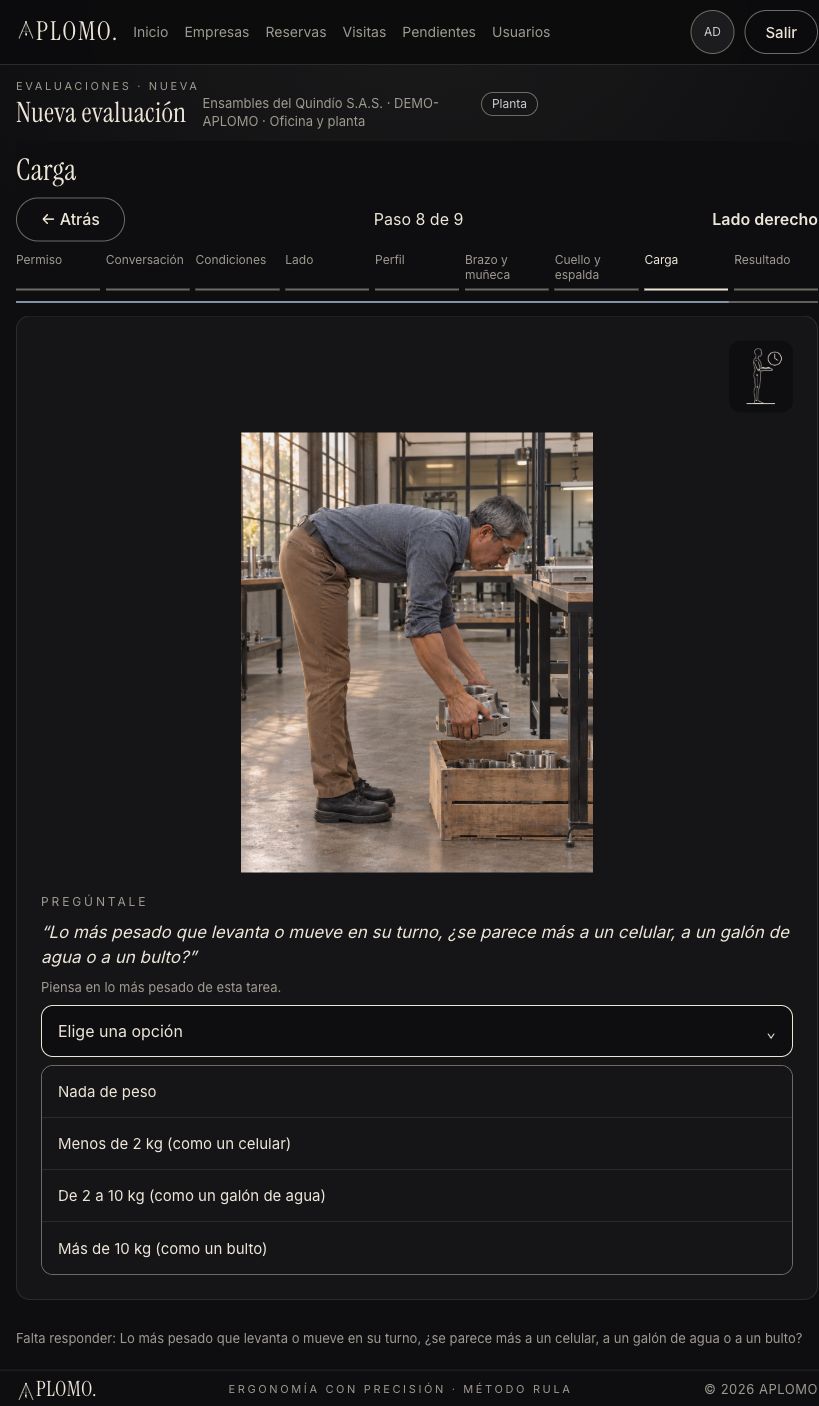 APLOMO. Inicio Empresas Reservas Visitas Pendientes Usuarios AD Salir
EVALUACIONES · NUEVA
Nueva evaluación Ensambles del Quindío S.A.S. · DEMO-
APLOMO · Oficina y planta Planta
Carga
← Atrás Paso 8 de 9 Lado derecho
Permiso Conversación Condiciones Lado Perfil Brazo y muñeca Cuello y espalda Carga Resultado
PREGÚNTALE
“Lo más pesado que levanta o mueve en su turno, ¿se parece más a un celular, a un galón de
agua o a un bulto?”
Piensa en lo más pesado de esta tarea.
Elige una opción
Nada de peso
Menos de 2 kg (como un celular)
De 2 a 10 kg (como un galón de agua)
Más de 10 kg (como un bulto)
Falta responder: Lo más pesado que levanta o mueve en su turno, ¿se parece más a un celular, a un galón de agua o a un bulto?
APLOMO. ERGONOMÍA CON PRECISIÓN · MÉTODO RULA © 2026 APLOMO